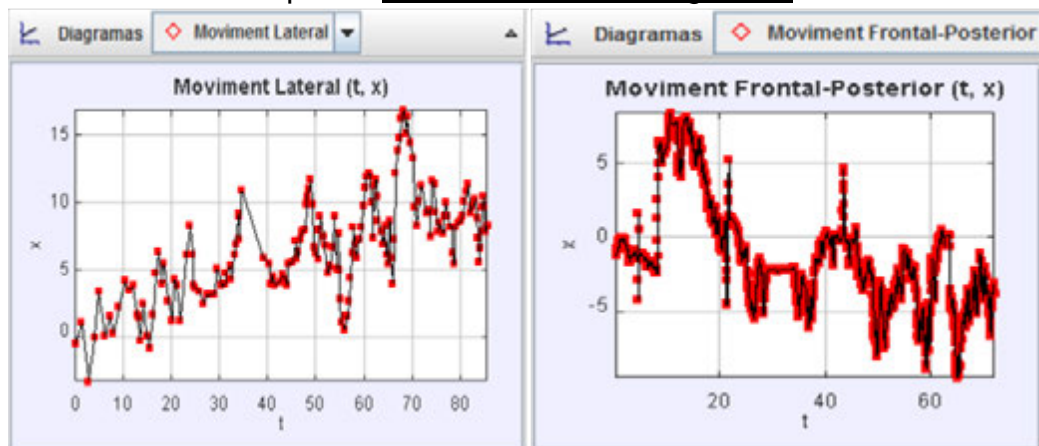 Diagramas Moviment Lateral
Moviment Lateral (t, x)
15
10
5
0
x
0 10 20 30 40 50 60 70 80
t
Diagramas Moviment Frontal-Posterior
Moviment Frontal-Posterior (t, x)
5
0
-5
x
20 40 60
t